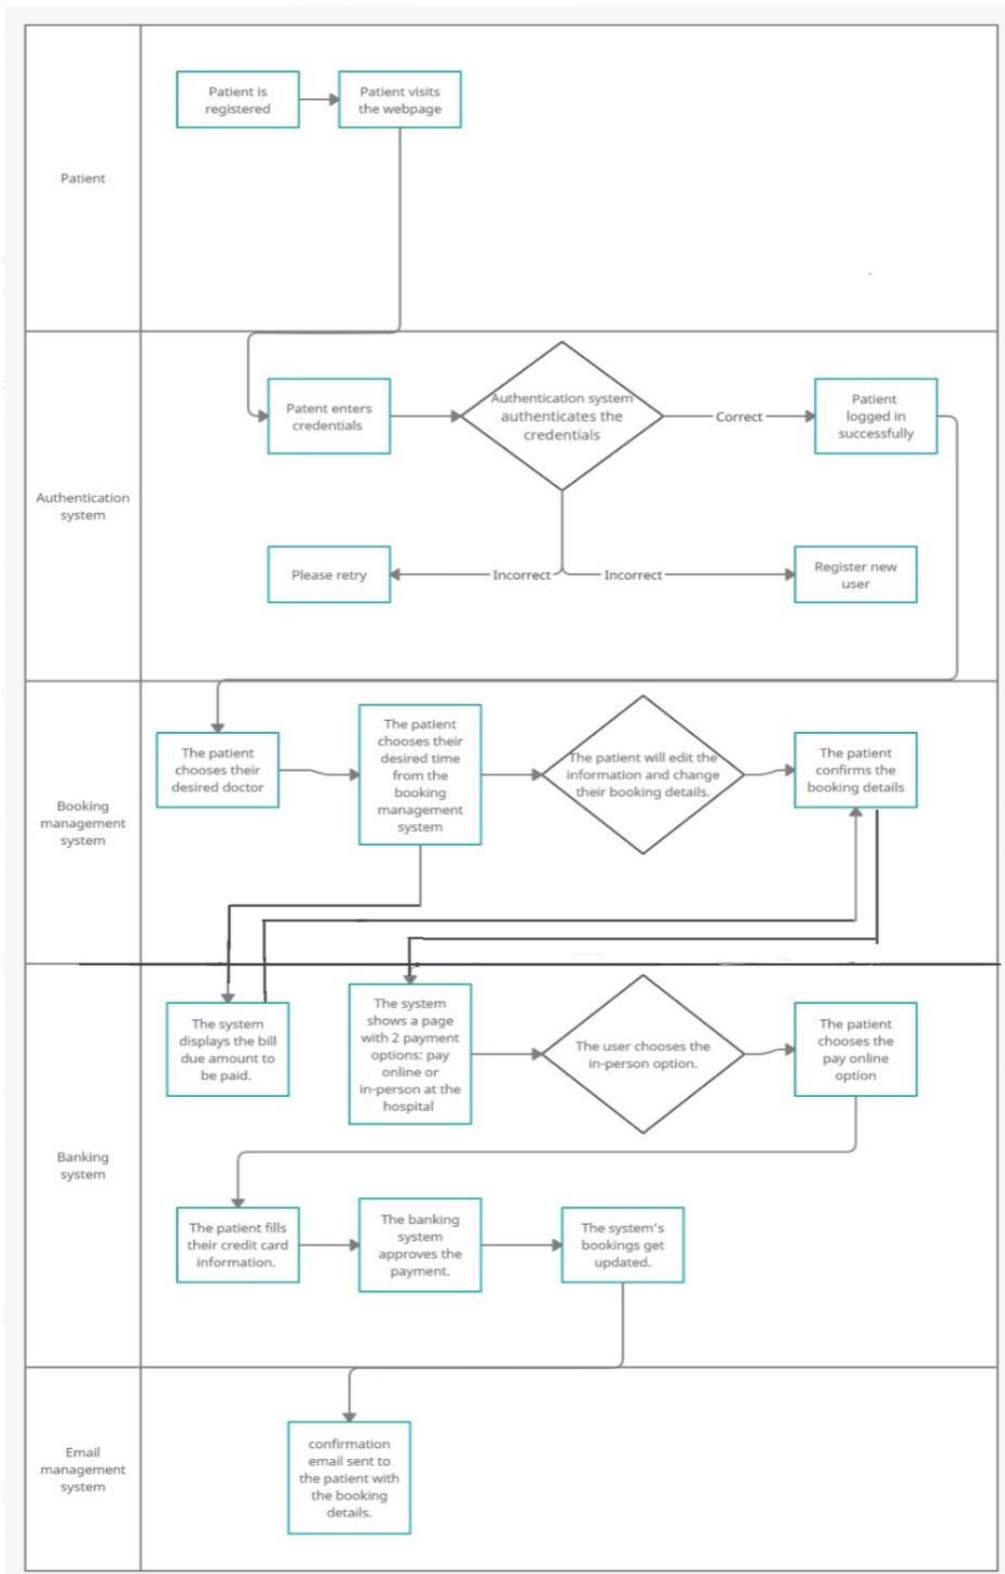 Patient
Patient is
registered
Patient visits
the webpage
Authentication
system
Patent enters
credentials
Authentication system
authenticates the
credentials
Correct
Patient
logged in
successfully
Please retry
Incorrect
Incorrect
Register new
user
Booking
management
system
The patient
chooses their
desired doctor
The patient
chooses their
desired time
from the
booking
management
system
The patient will edit the
information and change
their booking details.
The patient
confirms the
booking details
Banking
system
The system
displays the bill
due amount to
be paid.
The system
shows a page
with 2 payment
options: pay
online or
in-person at the
hospital
The user chooses the
in-person option.
The patient
chooses the
pay online
option
The patient fills
their credit card
information.
The banking
system
approves the
payment.
The system's
bookings get
updated.
Email
management
system
confirmation
email sent to
the patient with
the booking
details.